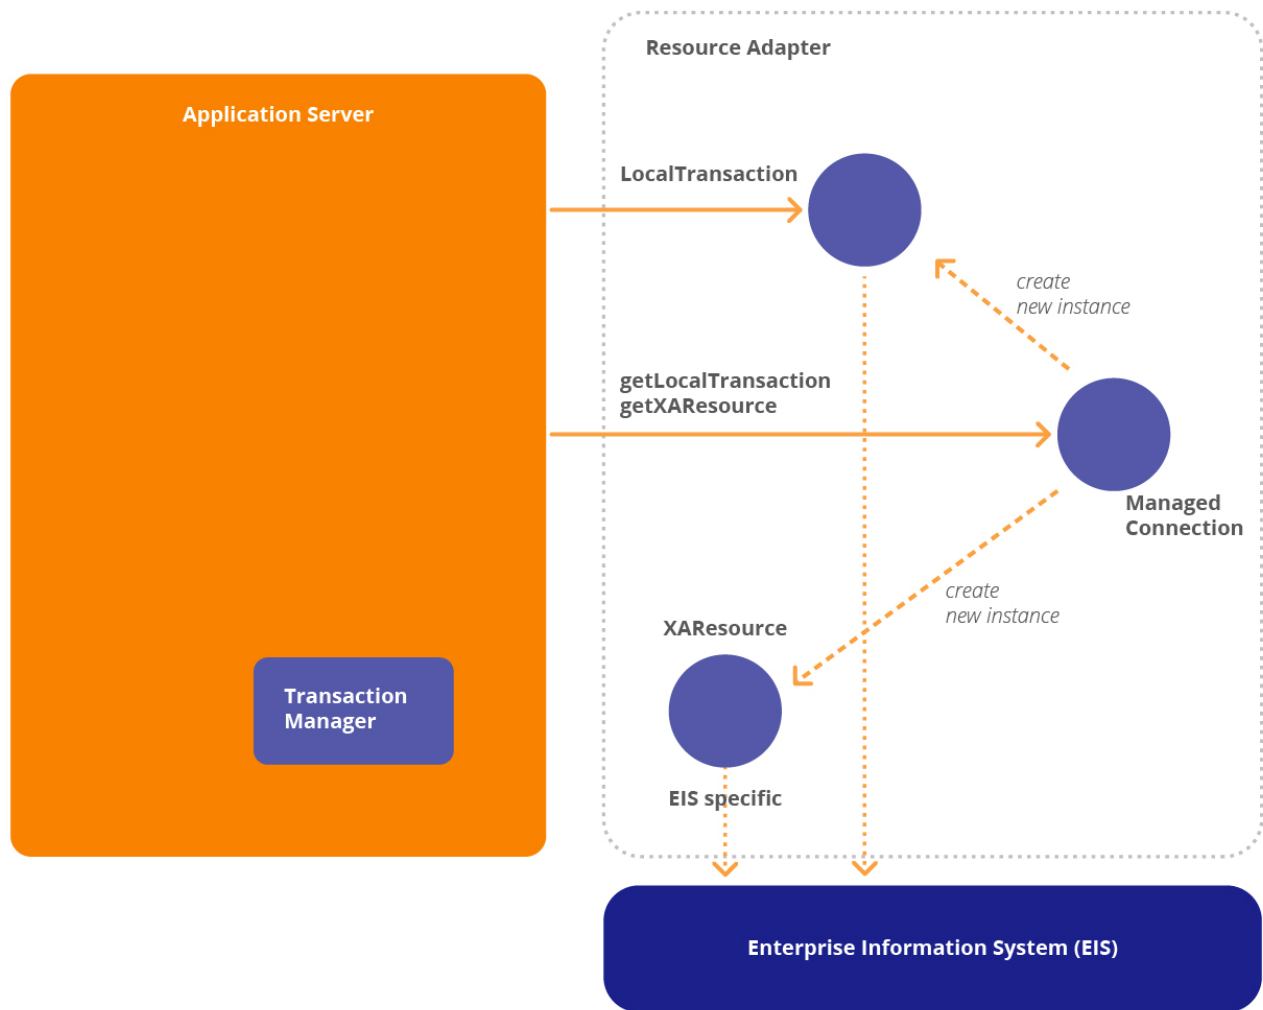 Resource Adapter
Application Server
LocalTransaction
create
new instance
getLocalTransaction
getXAResource
Managed
Connection
create
new instance
XAResource
Transaction
Manager
EIS specific
Enterprise Information System (EIS)